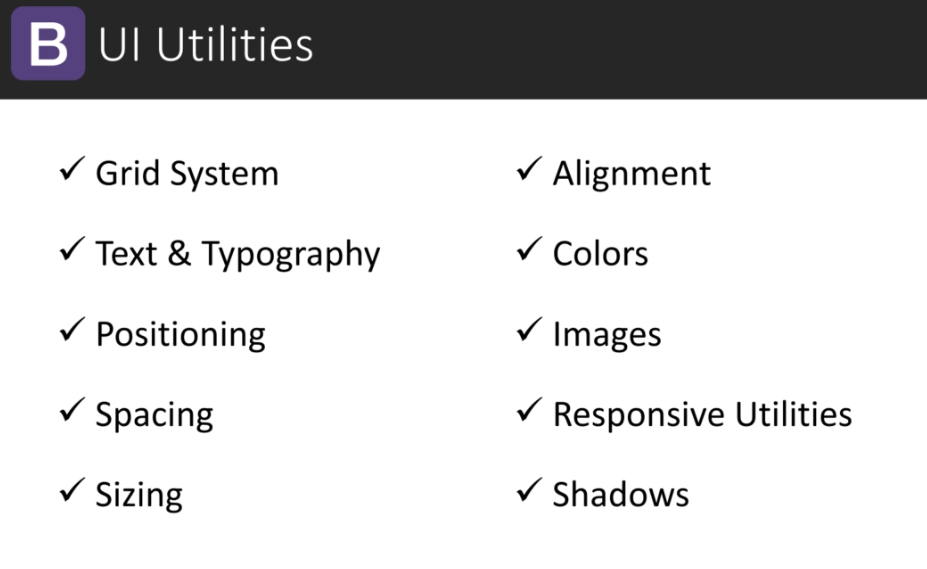 B UI Utilities
✓ Grid System
✓ Text & Typography
✓ Positioning
✓ Spacing
✓ Sizing
✓ Alignment
✓ Colors
✓ Images
✓ Responsive Utilities
✓ Shadows